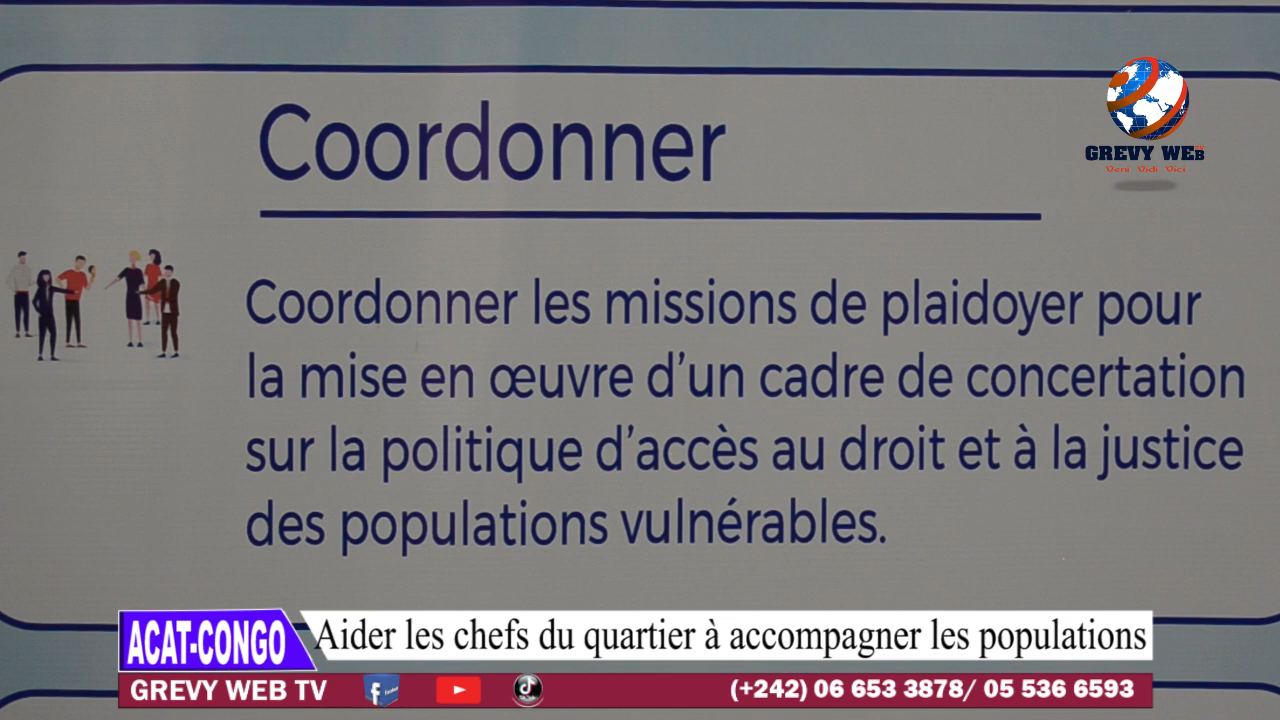 Coordonner
GREVY WEB
Veni Vidi Vici
Coordonner les missions de plaidoyer pour
la mise en œuvre d'un cadre de concertation
sur la politique d'accès au droit et à la justice
des populations vulnérables.
ACAT-CONGO
Aider les chefs du quartier à accompagner les populations
GREVY WEB TV
(+242) 06 653 3878/ 05 536 6593